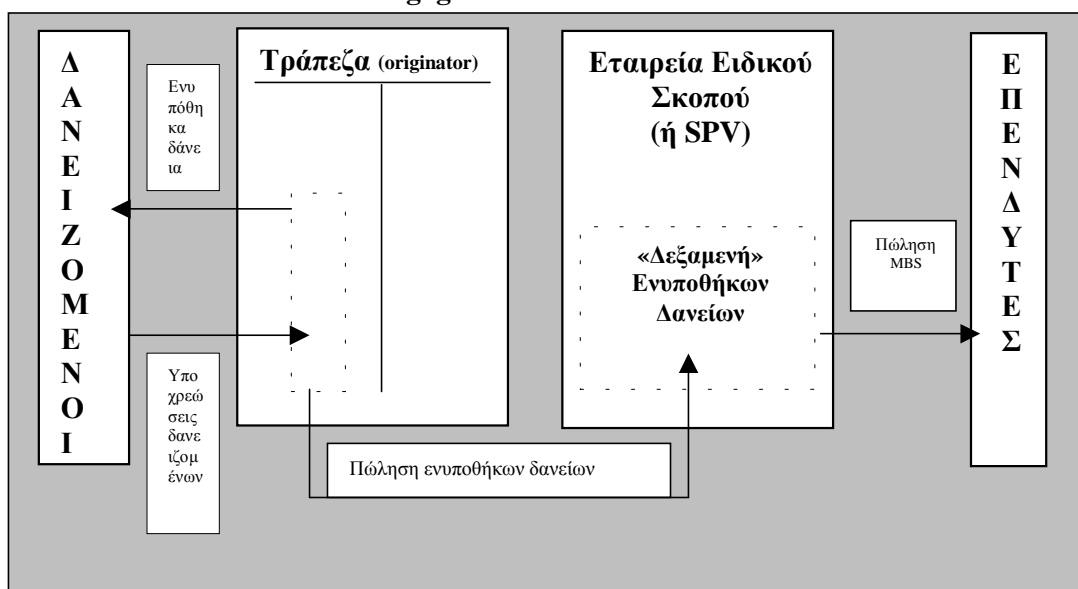 Δ
Α
Ν
Ε
Ι
Ζ
Ο
Μ
Ε
Ν
Ο
Ι
Ενυ
πόθη
κα
δάνε
ια
Υπο
χρεώ
σεις
δανε
ιζομ
ένων
Τράπεζα (originator)
Πώληση ενυποθήκων δανείων
Εταιρεία Ειδικού
Σκοπού
(ή SPV)
«Δεξαμενή»
Ενυποθήκων
Δανείων
Πώληση
MBS
Ε
Π
Ε
Ν
Δ
Υ
Τ
Ε
Σ